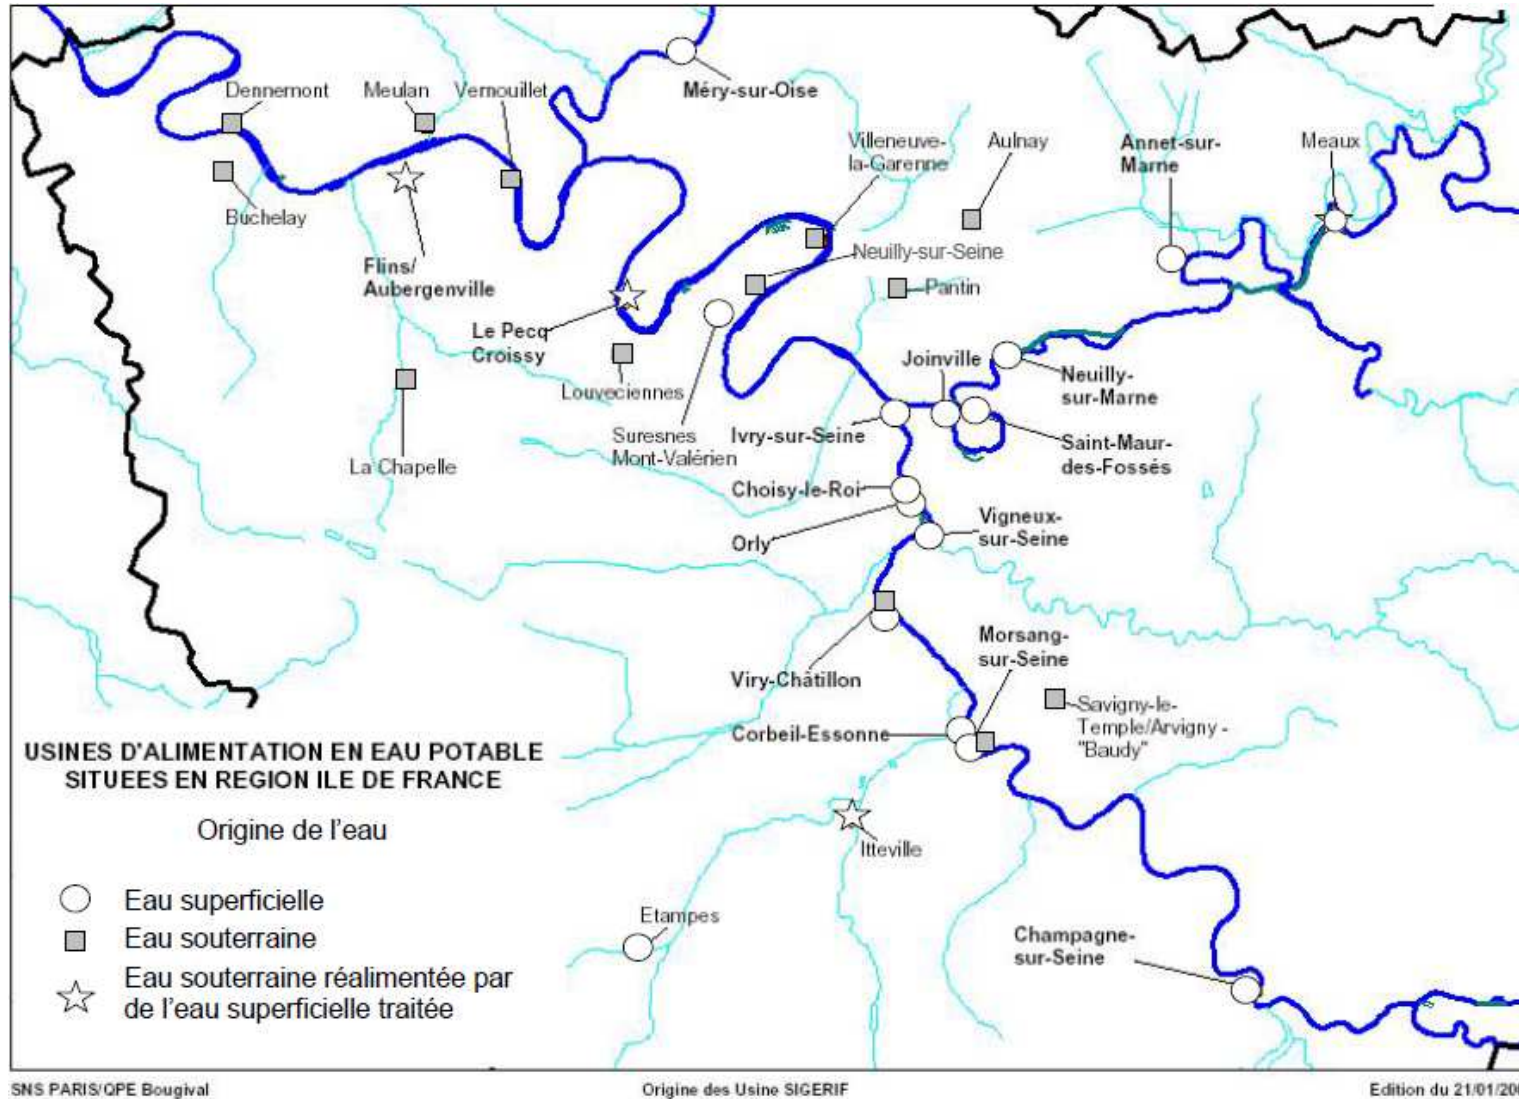 Dennemont
Meulan
Vernouillet
Méry-sur-Oise
Villeneuve-
la-Garenne
Aulnay
Annet-sur-
Marne
Meaux
Buchelay
Flins/
Aubergenville
Neuilly-sur-Seine
Pantin
Le Pecq
Croissy
Louveciennes
Joinville
Neuilly-
sur-Marne
La Chapelle
Suresnes
Mont-Valérien
Ivry-sur-Seine
Saint-Maur-
des-Fossés
Choisy-le-Roi
Orly
Vigneux-
sur-Seine
Morsang-
sur-Seine
Viry-Châtillon
Corbeil-Essonne
Savigny-le-
Temple/Arvigny -
"Baudy"
USINES D'ALIMENTATION EN EAU POTABLE
SITUEES EN REGION ILE DE FRANCE
Origine de l'eau
Eau superficielle
Eau souterraine
Eau souterraine réalimentée par
de l'eau superficielle traitée
Itteville
Etampes
Champagne-
sur-Seine
SNS PARIS/QPE Bougival
Origine des Usine SIGERIF
Edition du 21/01/200